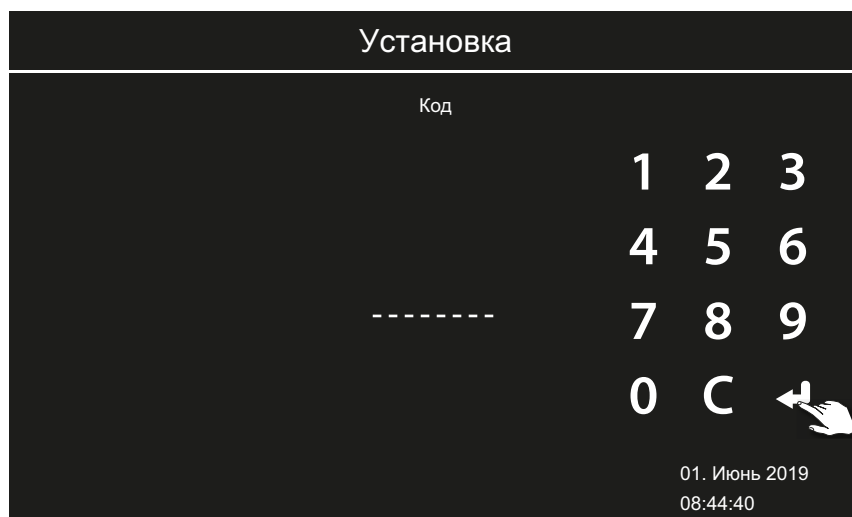 Установка
Код
1 2 3
4 5 6
--------
7 8 9
0 C
01. Июнь 2019
08:44:40